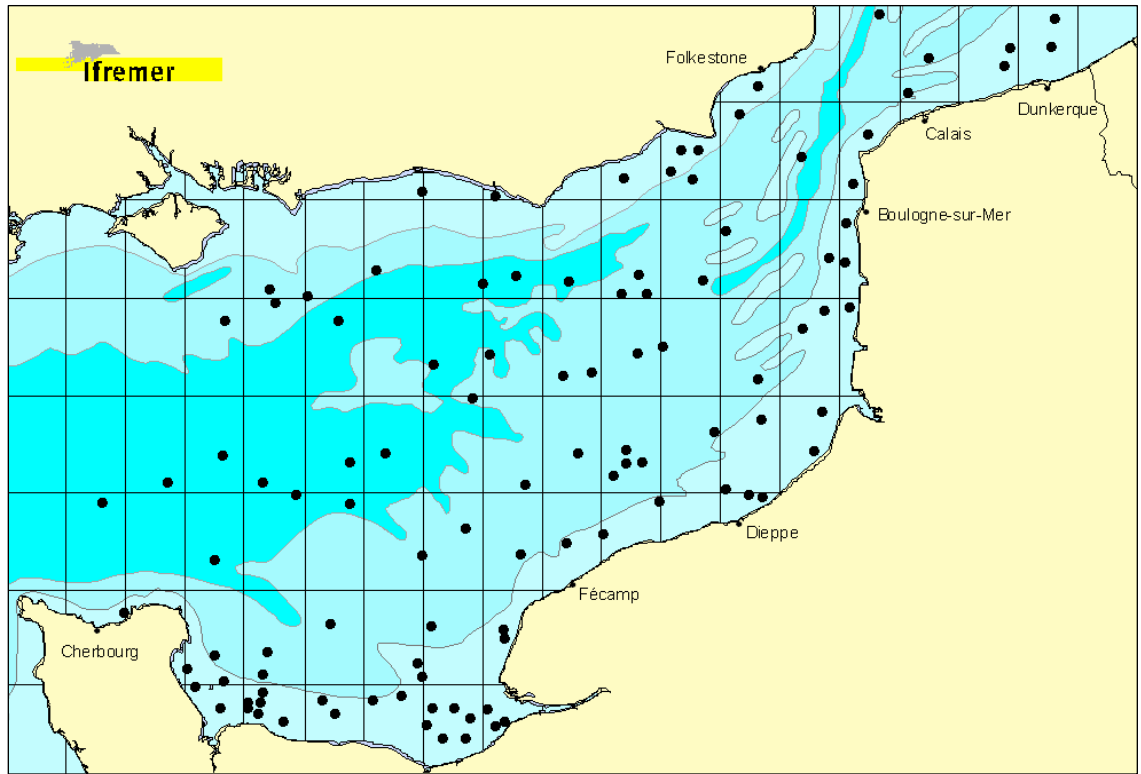 Ifremer
Folkestone
Dunkerque
Calais
Boulogne-sur-Mer
Dieppe
Fécamp
Cherbourg